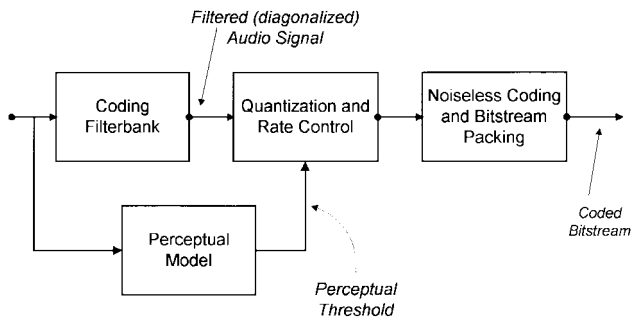 Filtered (diagonalized)
Audio Signal
Coding
Filterbank
Quantization and
Rate Control
Noiseless Coding
and Bitstream
Packing
Perceptual
Model
Coded
Bitstream
Perceptual
Threshold